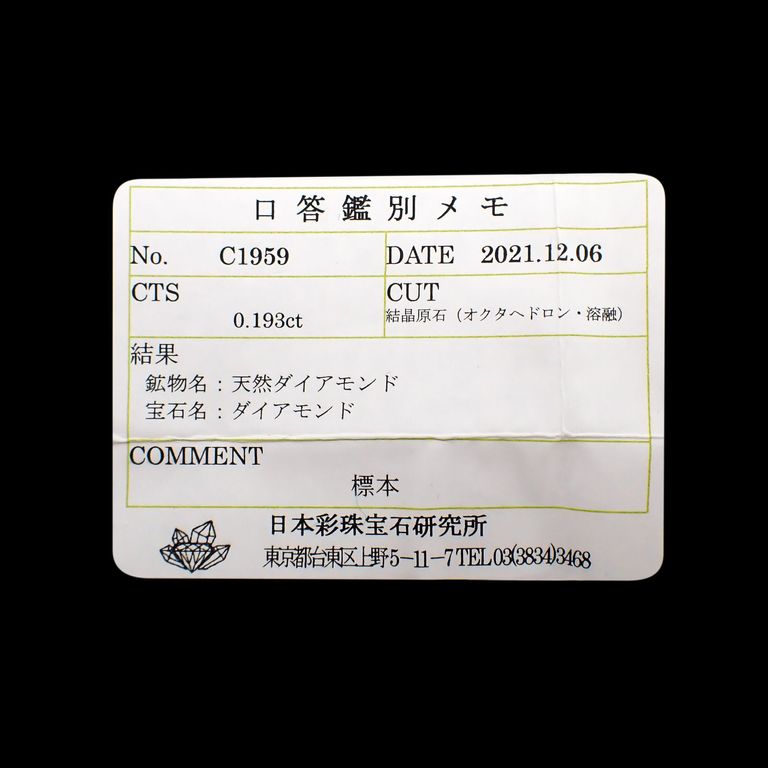 口答鑑別メモ
No. C1959 DATE 2021.12.06
CTS CUT
0.193ct 結晶原石（オクタヘドロン・溶融）
結果
鉱物名：天然ダイアモンド
宝石名：ダイアモンド
COMMENT
標本
日本彩珠宝石研究所
東京都台東区上野5-11-7 TEL 03(3834)3468